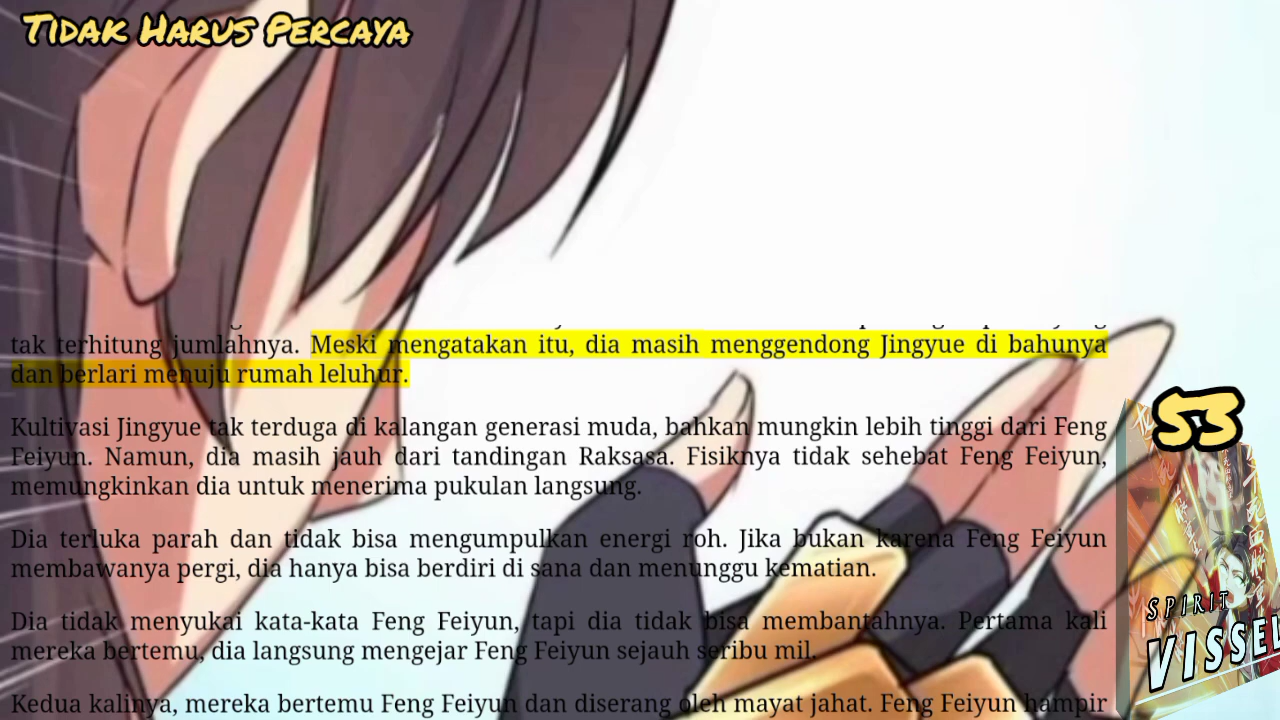 Tidak Harus Percaya
tak terhitung jumlahnya. Meski mengatakan itu, dia masih menggendong Jingyue di bahunya
dan berlari menuju rumah leluhur.
Kultivasi Jingyue tak terduga di kalangan generasi muda, bahkan mungkin lebih tinggi dari Feng
Feiyun. Namun, dia masih jauh dari tandingan Raksasa. Fisiknya tidak sehebat Feng Feiyun,
memungkinkan dia untuk menerima pukulan langsung.
Dia terluka parah dan tidak bisa mengumpulkan energi roh. Jika bukan karena Feng Feiyun
membawanya pergi, dia hanya bisa berdiri di sana dan menunggu kematian.
Dia tidak menyukai kata-kata Feng Feiyun, tapi dia tidak bisa membantahnya. Pertama kali
mereka bertemu, dia langsung mengejar Feng Feiyun sejauh seribu mil.
Kedua kalinya, mereka bertemu Feng Feiyun dan diserang oleh mayat jahat. Feng Feiyun hampir
53
SPIRIT
VISSEL